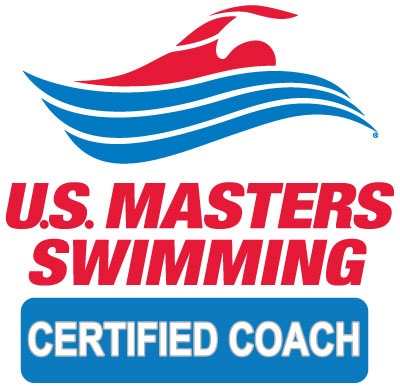 ®
U.S. MASTERS
SWIMMING
CERTIFIED COACH